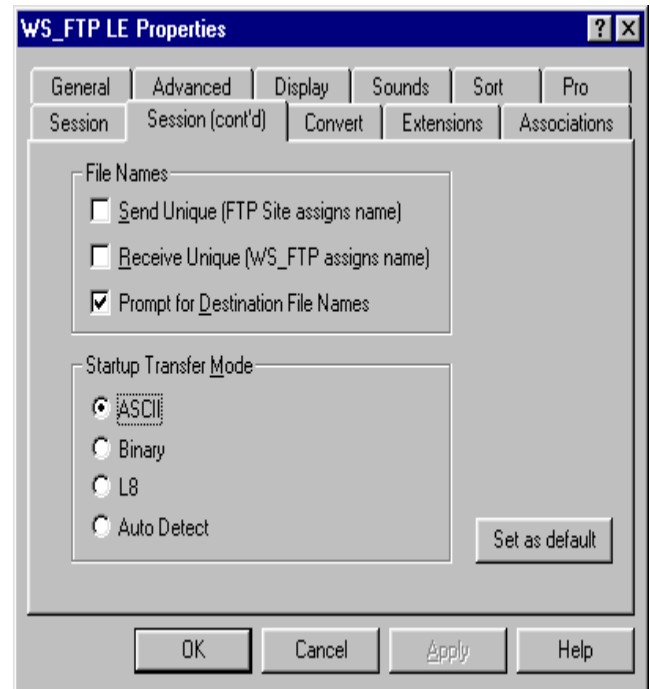 WS_FTP LE Properties
General Advanced Display Sounds Sort Pro
Session Session (cont'd) Convert Extensions Associations
File Names
Send Unique (FTP Site assigns name)
Receive Unique (WS_FTP assigns name)
Prompt for Destination File Names
Startup Transfer Mode
ASCII
Binary
L8
Auto Detect
Set as default
OK Cancel Apply Help